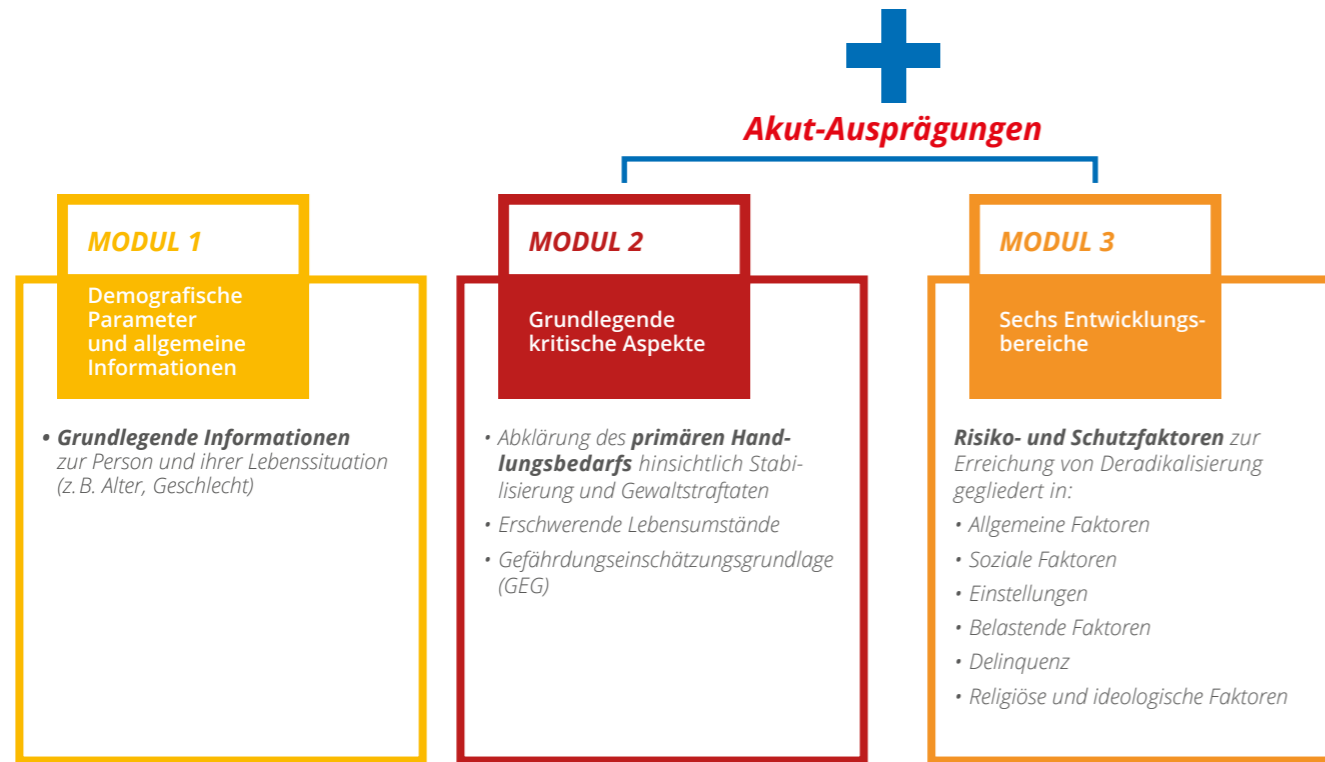 Akut-Ausprägungen
MODUL 1
Demografische
Parameter
und allgemeine
Informationen
• Grundlegende Informationen
zur Person und ihrer Lebenssituation
(z. B. Alter, Geschlecht)
MODUL 2
Grundlegende
kritische Aspekte
• Abklärung des primären Hand-
lungsbedarfs hinsichtlich Stabi-
lisierung und Gewaltstraftaten
• Erschwerende Lebensumstände
• Gefährdungseinschätzungsgrundlage
(GEG)
MODUL 3
Sechs Entwicklungs-
bereiche
Risiko- und Schutzfaktoren zur
Erreichung von Deradikalisierung
gegliedert in:
• Allgemeine Faktoren
• Soziale Faktoren
• Einstellungen
• Belastende Faktoren
• Delinquenz
• Religiöse und ideologische Faktoren